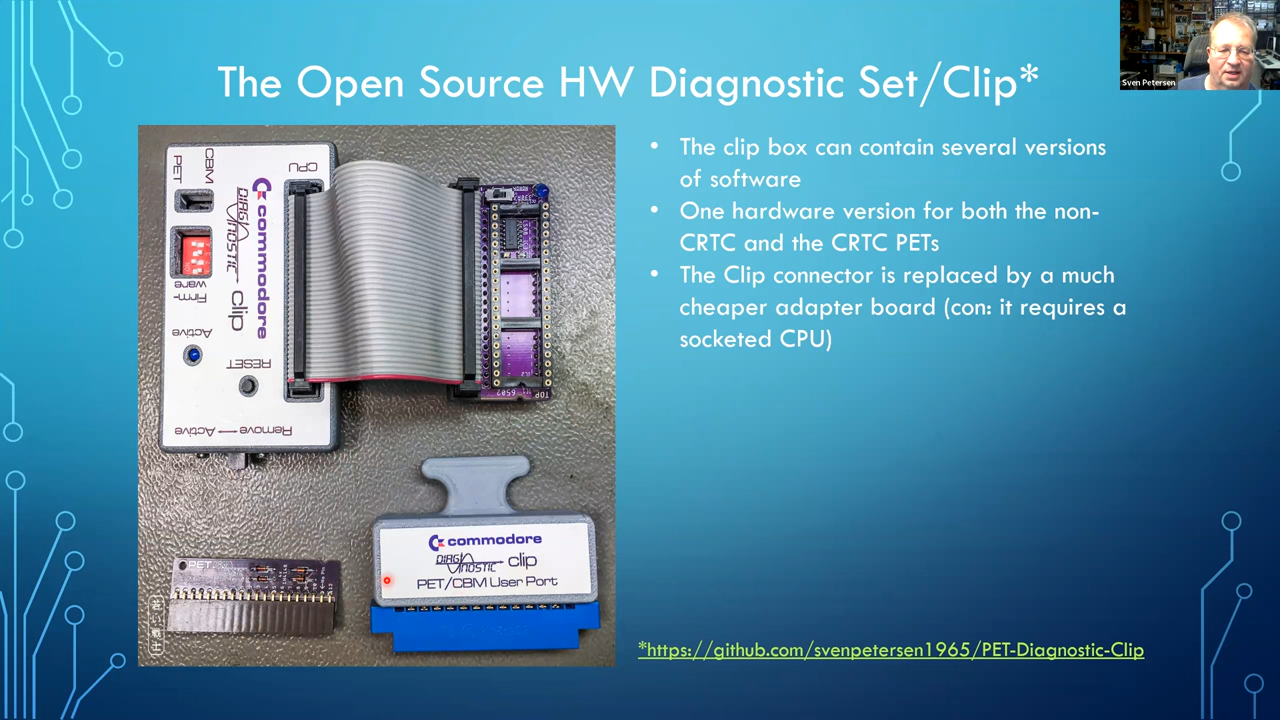 The Open Source HW Diagnostic Set/Clip*
Sven Petersen
• The clip box can contain several versions
of software
• One hardware version for both the non-
CRTC and the CRTC PETs
• The Clip connector is replaced by a much
cheaper adapter board (con: it requires a
socketed CPU)
PET
CBM
CPU
commodore
DIAGNOSTIC
clip
Firm-
ware
Active
RESET
Remove ↔ Active
6502
TOP
PET
commodore
DIAGNOSTIC clip
PET/CBM User Port
*https://github.com/svenpetersen1965/PET-Diagnostic-Clip